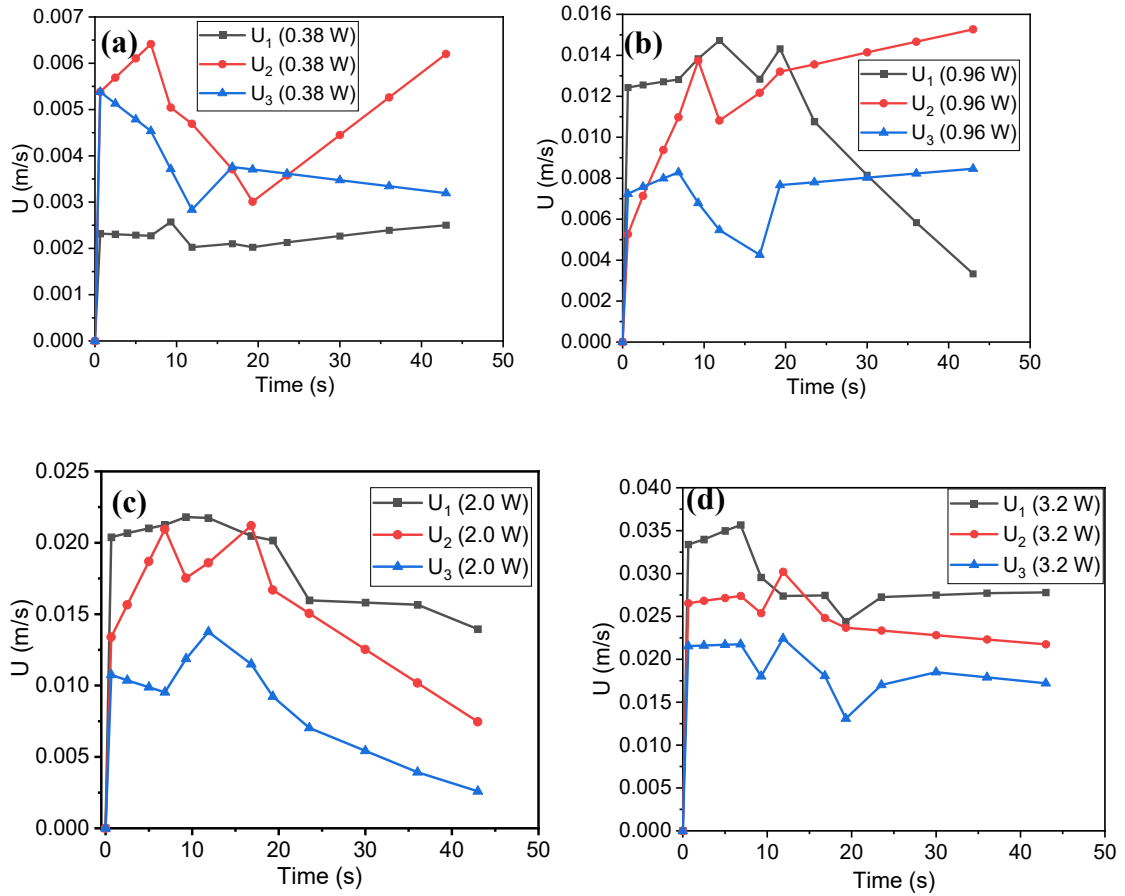 (a)
U₁ (0.38 W)
U₂ (0.38 W)
U₃ (0.38 W)
0.007
0.006
0.005
0.004
0.003
0.002
0.001
0.000
U (m/s)
0 10 20 30 40 50
Time (s)
(b)
U₁ (0.96 W)
U₂ (0.96 W)
U₃ (0.96 W)
0.016
0.014
0.012
0.010
0.008
0.006
0.004
0.002
0.000
U (m/s)
0 10 20 30 40 50
Time (s)
(c)
U₁ (2.0 W)
U₂ (2.0 W)
U₃ (2.0 W)
0.025
0.020
0.015
0.010
0.005
0.000
U (m/s)
0 10 20 30 40 50
Time (s)
(d)
U₁ (3.2 W)
U₂ (3.2 W)
U₃ (3.2 W)
0.040
0.035
0.030
0.025
0.020
0.015
0.010
0.005
0.000
U (m/s)
0 10 20 30 40 50
Time (s)